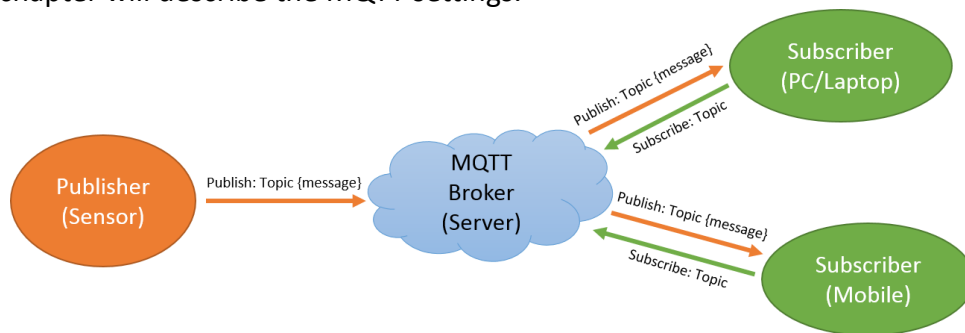 chapter will describe the MQTT settings.
Subscriber
(PC/Laptop)
Publish: Topic {message}
Subscribe: Topic
MQTT
Broker
(Server)
Publisher
(Sensor)
Publish: Topic {message}
Publish: Topic {message}
Subscribe: Topic
Subscriber
(Mobile)